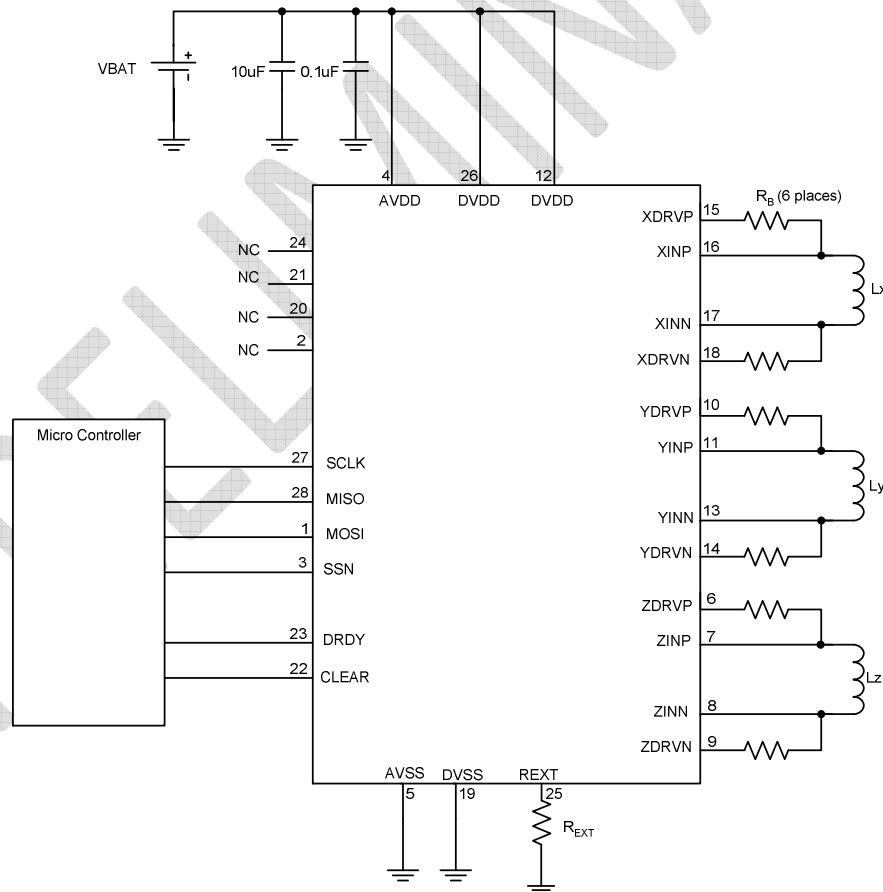 VBAT
+
10uF
0.1uF
4
26
12
AVDD
DVDD
DVDD
R_B (6 places)
NC
24
NC
21
NC
20
NC
2
XDRVP
15
XINP
16
Lx
XINN
17
XDRVN
18
YDRVP
10
YINP
11
Ly
YINN
13
YDRVN
14
ZDRVP
6
ZINP
7
Lz
ZINN
8
ZDRVN
9
Micro Controller
27
SCLK
28
MISO
1
MOSI
3
SSN
23
DRDY
22
CLEAR
AVSS
DVSS
REXT
5
19
25
R_EXT
ELIMINA